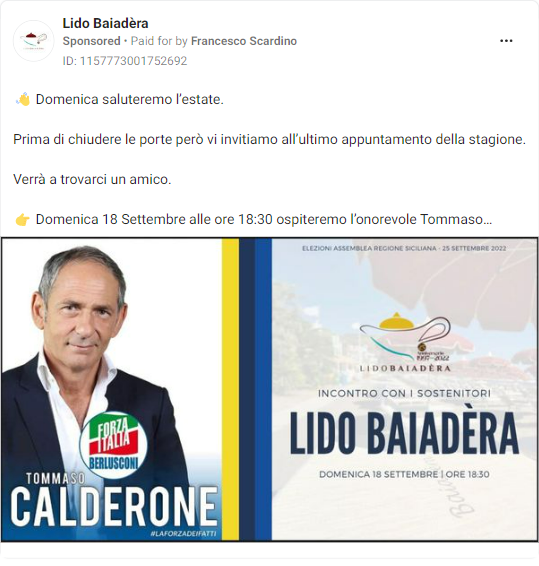 Lido Baiadèra
Sponsored • Paid for by Francesco Scardino
ID: 1157773001752692
👋 Domenica saluteremo l’estate.
Prima di chiudere le porte però vi invitiamo all’ultimo appuntamento della stagione.
Verrà a trovarci un amico.
👉 Domenica 18 Settembre alle ore 18:30 ospiteremo l’onorevole Tommaso...
FORZA
ITALIA
BERLUSCONI
TOMMASO
CALDERONE
#LAFORZADEIFATTI
ELEZIONI ASSEMBLEA REGIONE SICILIANA - 25 SETTEMBRE 2022
1997-2022
LIDOBAIADÈRA
INCONTRO CON I SOSTENITORI
LIDO BAIADÈRA
DOMENICA 18 SETTEMBRE | ORE 18:30